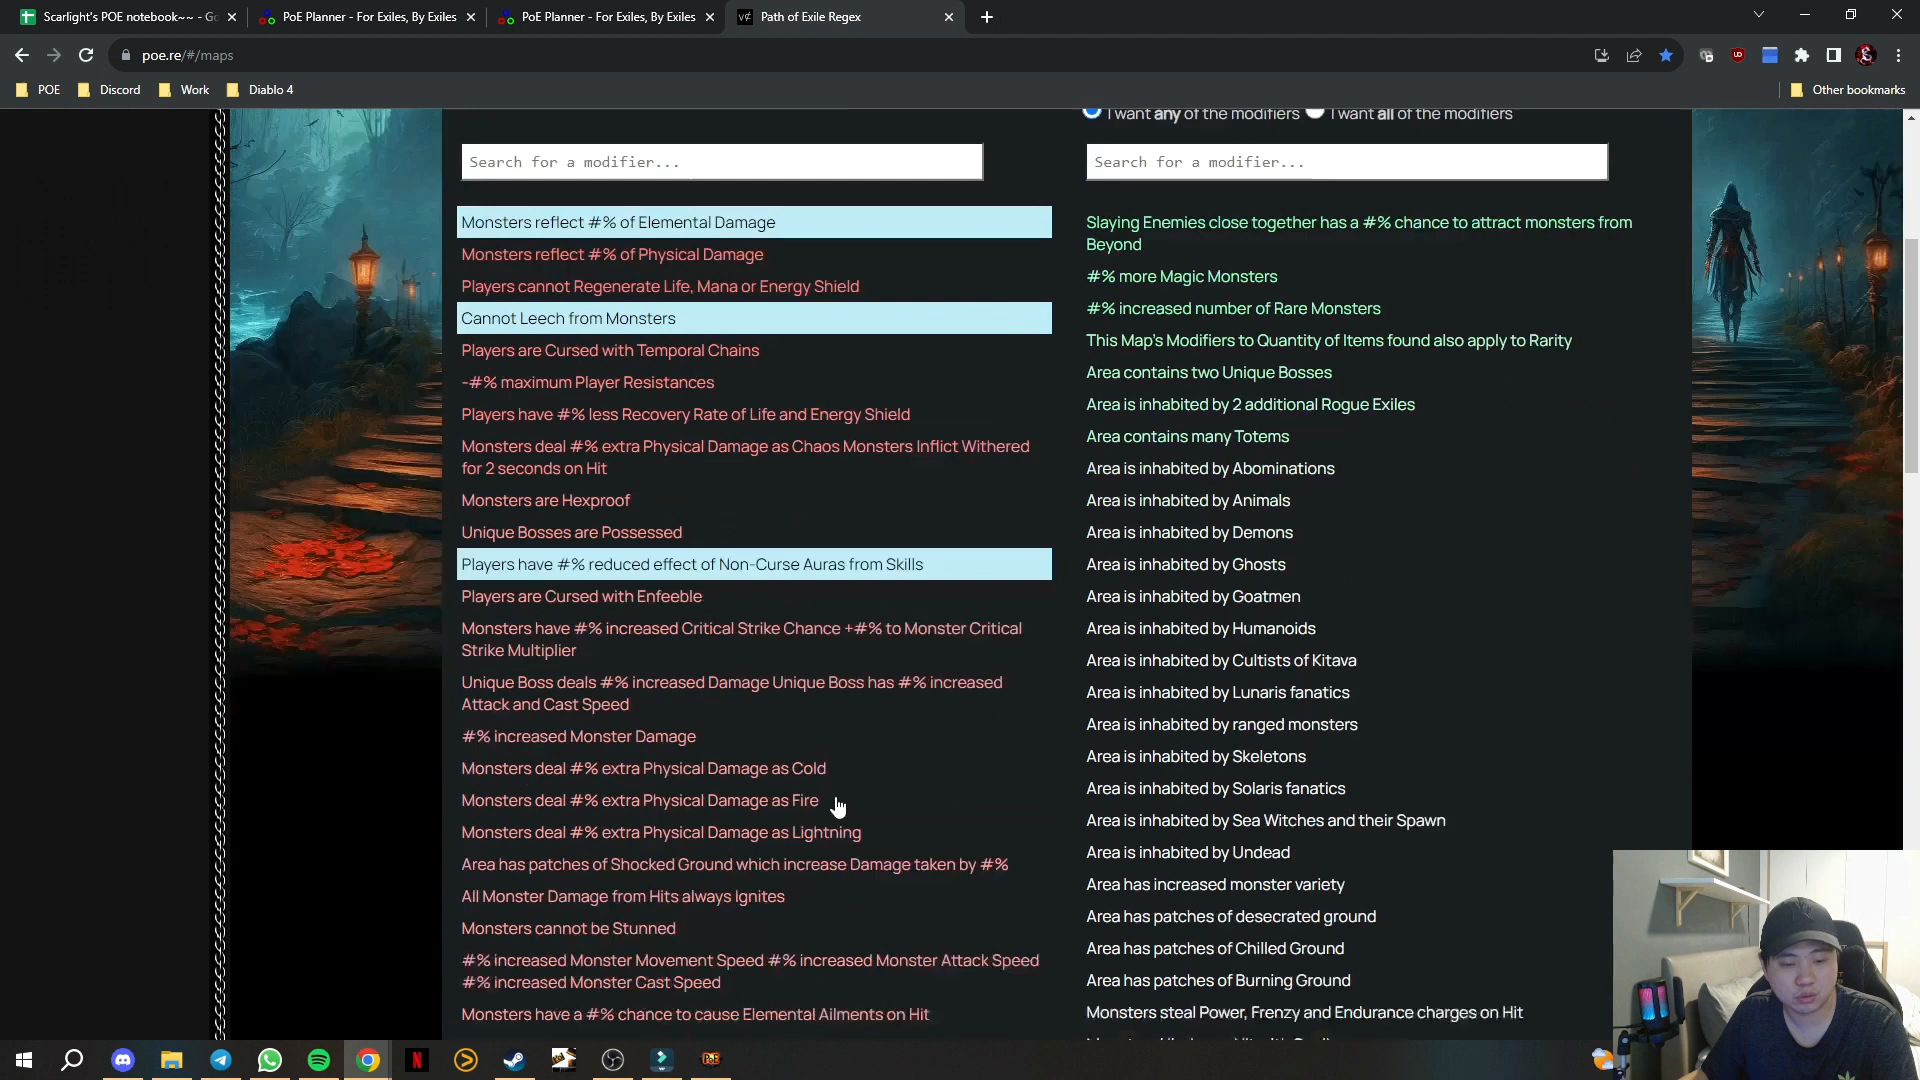 Scarlight's POE notebook~~ - Go
PoE Planner - For Exiles, By Exiles
PoE Planner - For Exiles, By Exiles
Path of Exile Regex
poe.re/#/maps
POE
Discord
Work
Diablo 4
Other bookmarks
I want any of the modifiers
I want all of the modifiers
Search for a modifier...
Search for a modifier...
Monsters reflect #% of Elemental Damage
Monsters reflect #% of Physical Damage
Players cannot Regenerate Life, Mana or Energy Shield
Cannot Leech from Monsters
Players are Cursed with Temporal Chains
-#% maximum Player Resistances
Players have #% less Recovery Rate of Life and Energy Shield
Monsters deal #% extra Physical Damage as Chaos Monsters Inflict Withered
for 2 seconds on Hit
Monsters are Hexproof
Unique Bosses are Possessed
Players have #% reduced effect of Non-Curse Auras from Skills
Players are Cursed with Enfeeble
Monsters have #% increased Critical Strike Chance +#% to Monster Critical
Strike Multiplier
Unique Boss deals #% increased Damage Unique Boss has #% increased
Attack and Cast Speed
#% increased Monster Damage
Monsters deal #% extra Physical Damage as Cold
Monsters deal #% extra Physical Damage as Fire
Monsters deal #% extra Physical Damage as Lightning
Area has patches of Shocked Ground which increase Damage taken by #%
All Monster Damage from Hits always Ignites
Monsters cannot be Stunned
#% increased Monster Movement Speed #% increased Monster Attack Speed
#% increased Monster Cast Speed
Monsters have a #% chance to cause Elemental Ailments on Hit
Slaying Enemies close together has a #% chance to attract monsters from
Beyond
#% more Magic Monsters
#% increased number of Rare Monsters
This Map's Modifiers to Quantity of Items found also apply to Rarity
Area contains two Unique Bosses
Area is inhabited by 2 additional Rogue Exiles
Area contains many Totems
Area is inhabited by Abominations
Area is inhabited by Animals
Area is inhabited by Demons
Area is inhabited by Ghosts
Area is inhabited by Goatmen
Area is inhabited by Humanoids
Area is inhabited by Cultists of Kitava
Area is inhabited by Lunaris fanatics
Area is inhabited by ranged monsters
Area is inhabited by Skeletons
Area is inhabited by Solaris fanatics
Area is inhabited by Sea Witches and their Spawn
Area is inhabited by Undead
Area has increased monster variety
Area has patches of desecrated ground
Area has patches of Chilled Ground
Area has patches of Burning Ground
Monsters steal Power, Frenzy and Endurance charges on Hit